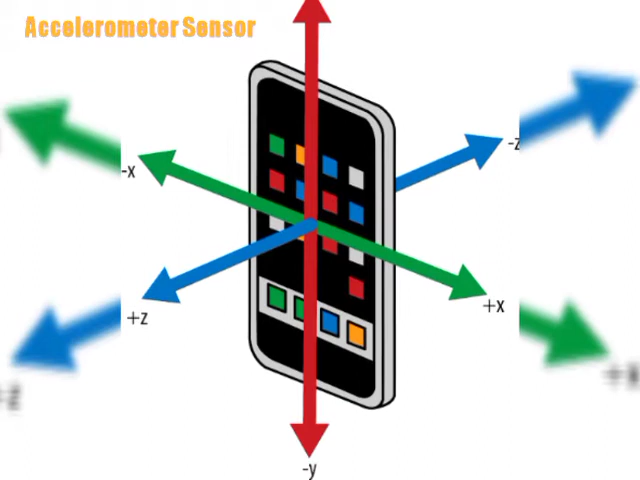 Accelerometer Sensor
-x
-z
+z
+x
-y
+z
+x